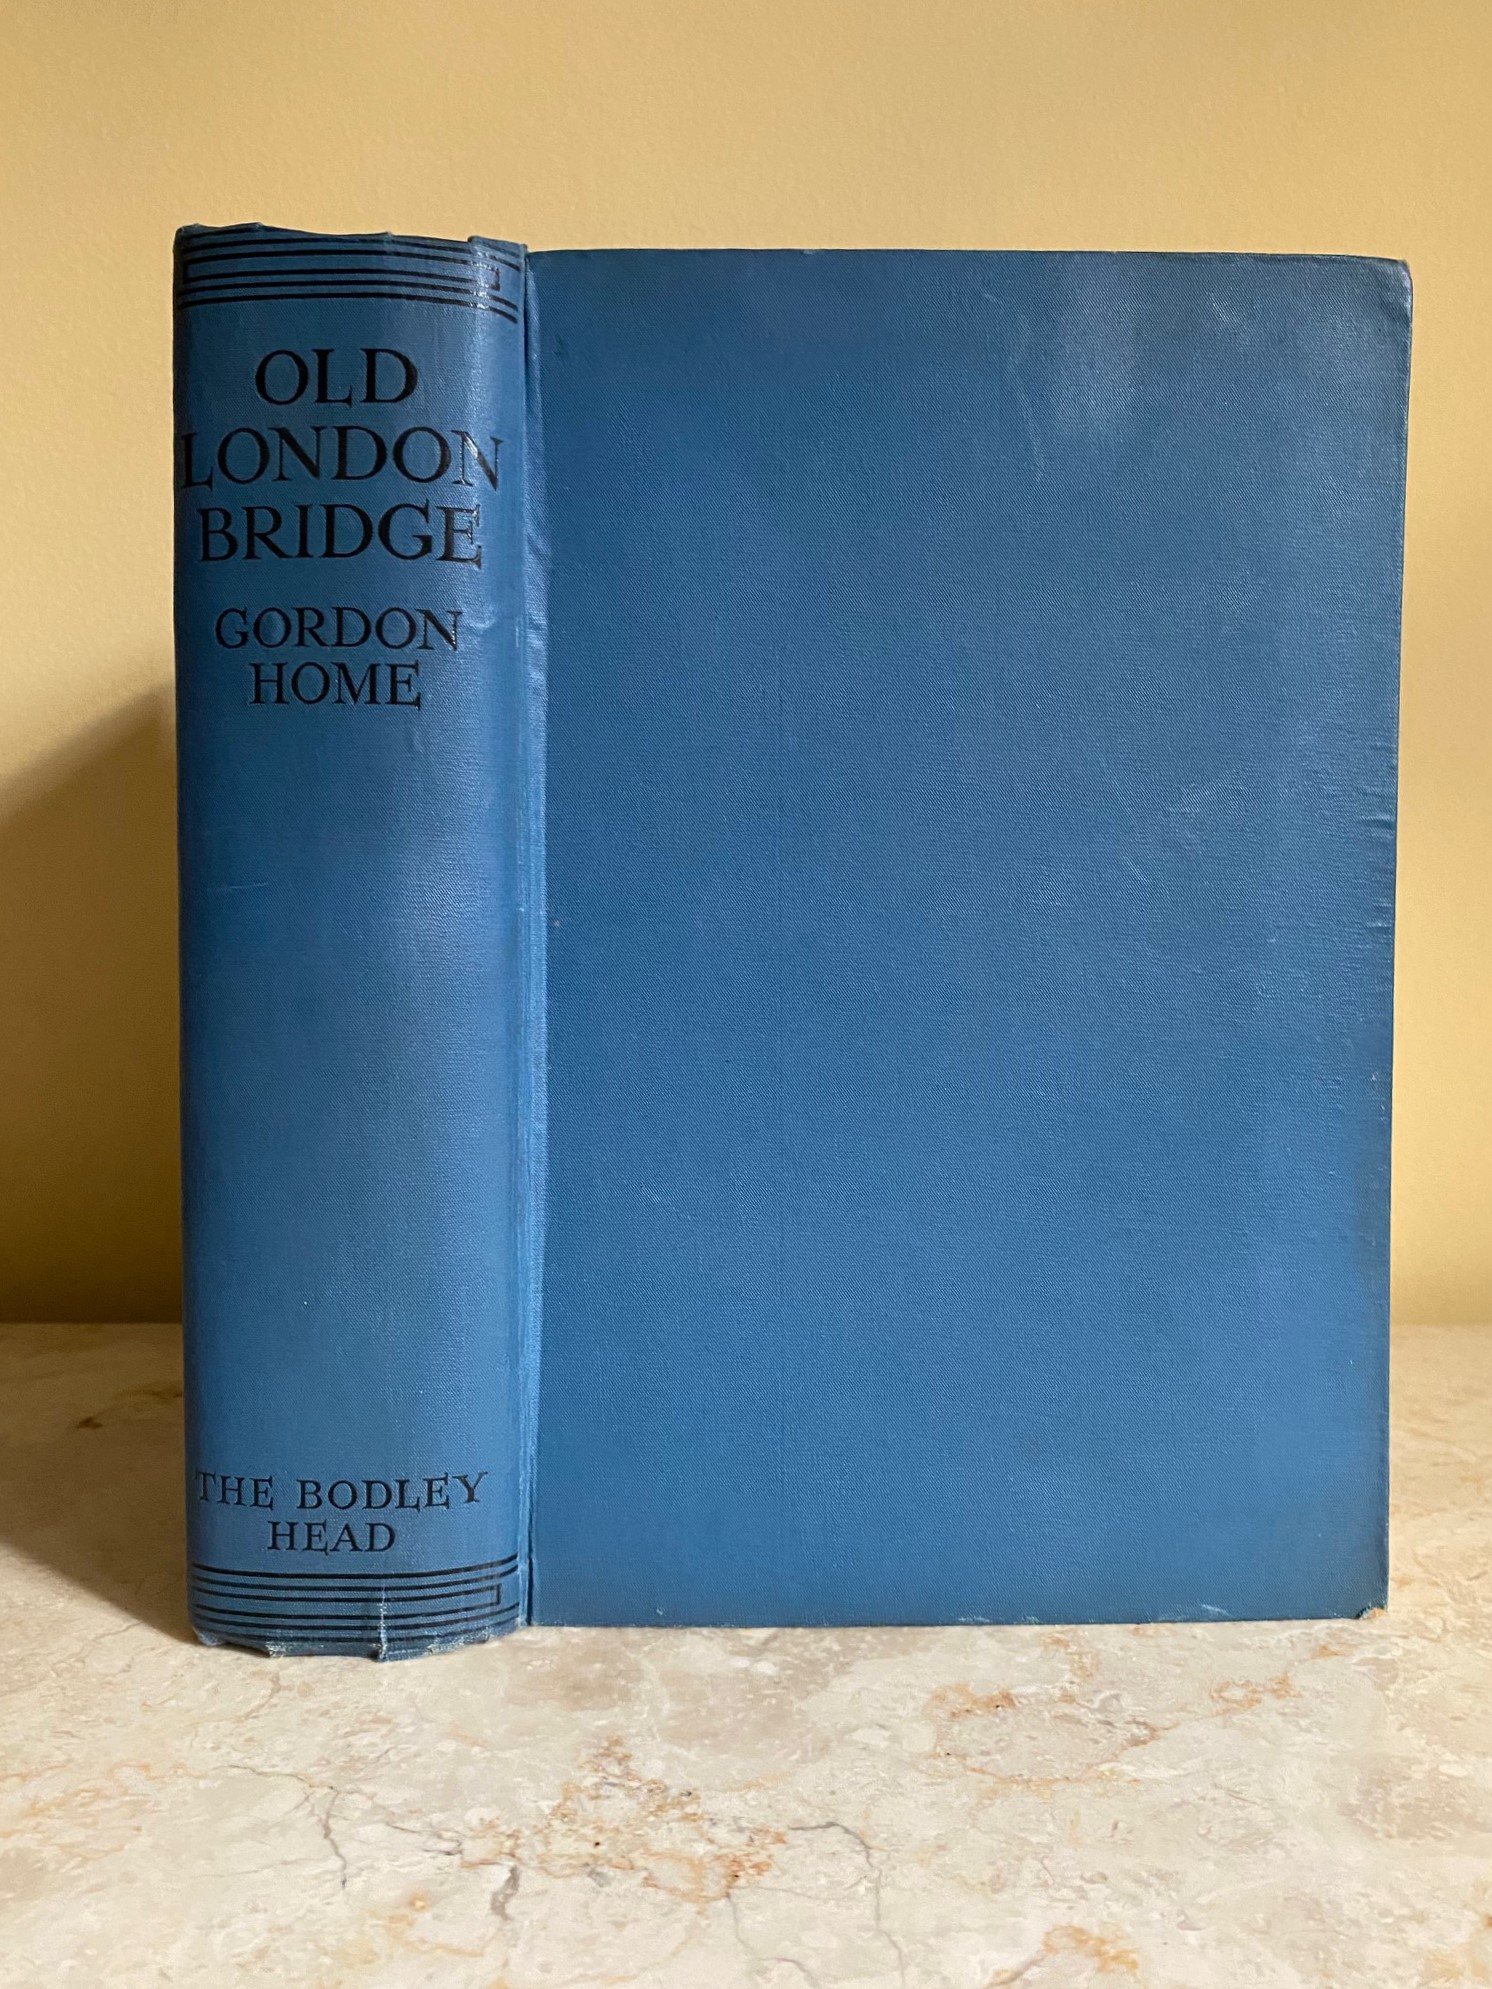 OLD
LONDON
BRIDGE
GORDON
HOME
THE BODLEY
HEAD